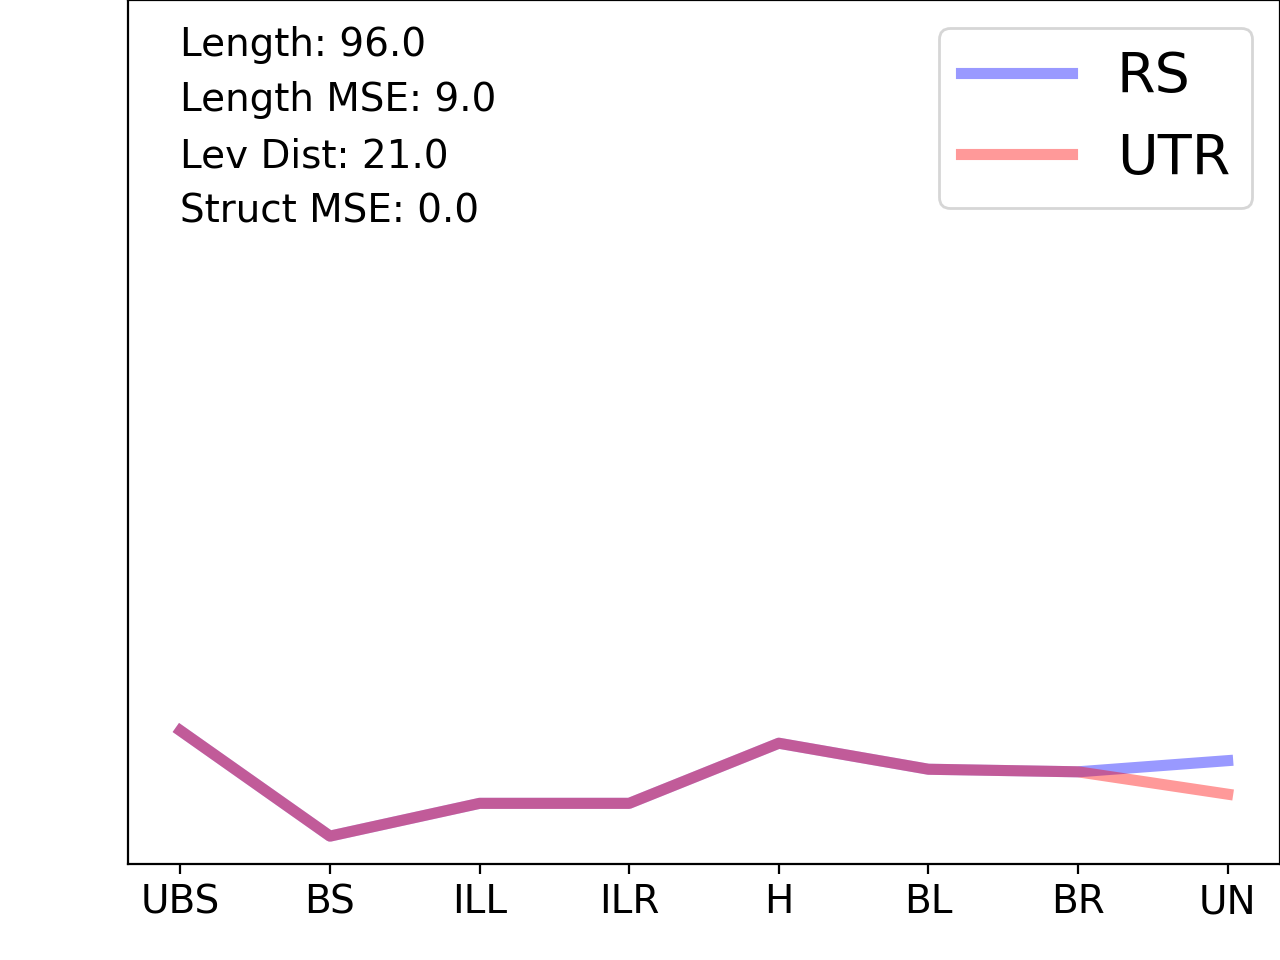 Length: 96.0
Length MSE: 9.0
Lev Dist: 21.0
Struct MSE: 0.0
RS
UTR
UBS BS ILL ILR H BL BR UN